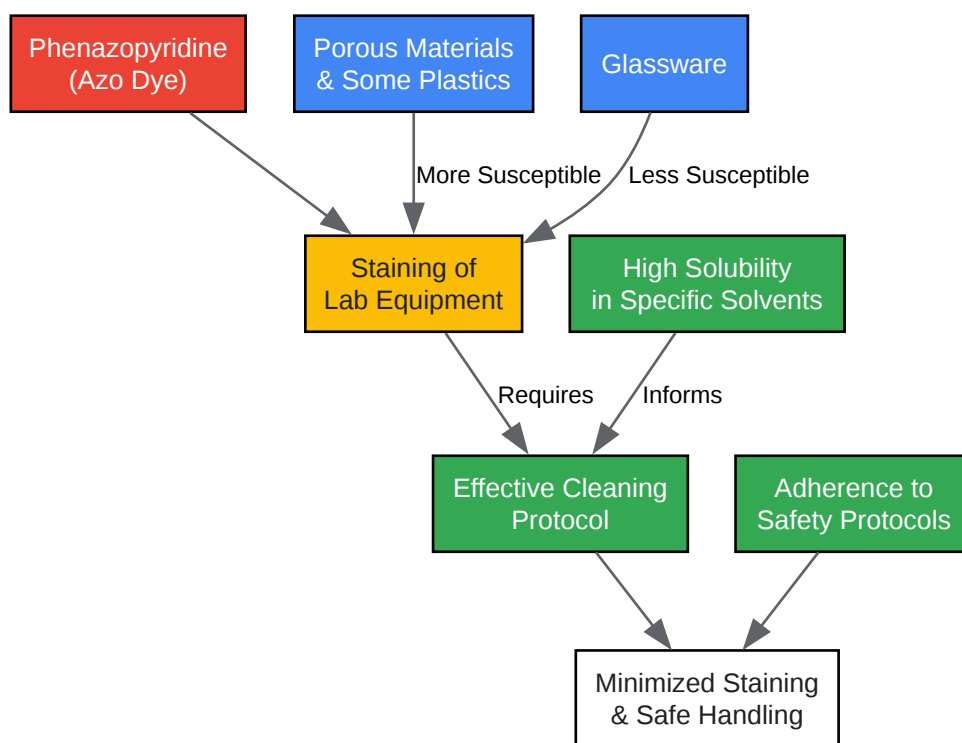 Phenazopyridine
(Azo Dye)
Porous Materials
& Some Plastics
Glassware
More Susceptible
Less Susceptible
Staining of
Lab Equipment
High Solubility
in Specific Solvents
Requires
Informs
Effective Cleaning
Protocol
Adherence to
Safety Protocols
Minimized Staining
& Safe Handling